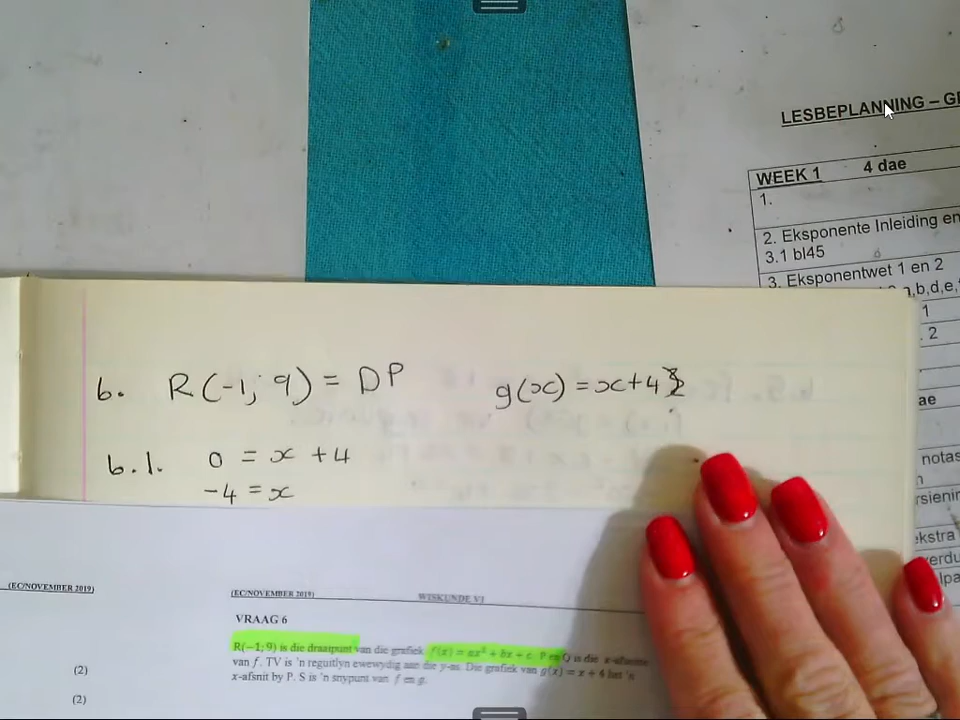 LESBEPLANNING – G
WEEK 1 4 dae
1.
2. Eksponente Inleiding en
3.1 bl45
3. Eksponentwet 1 en 2
b,d,e,
1
2
ae
notas
ekstra
6. R(-1; 9) = DP g(x) = x+4
6.1. 0 = x + 4
-4 = x
(EC/NOVEMBER 2019)
(EC/NOVEMBER 2019) WISKUNDE V1
VRAAG 6
R(−1; 9) is die draaipunt van die grafiek f(x) = ax² + bx + c. P en Q is die x-afsnitte
van f. TV is 'n reguitlyn ewewydig aan die y-as. Die grafiek van g(x) = x + 4 het 'n
x-afsnit by P. S is 'n snypunt van f en g.
(2)
(2)